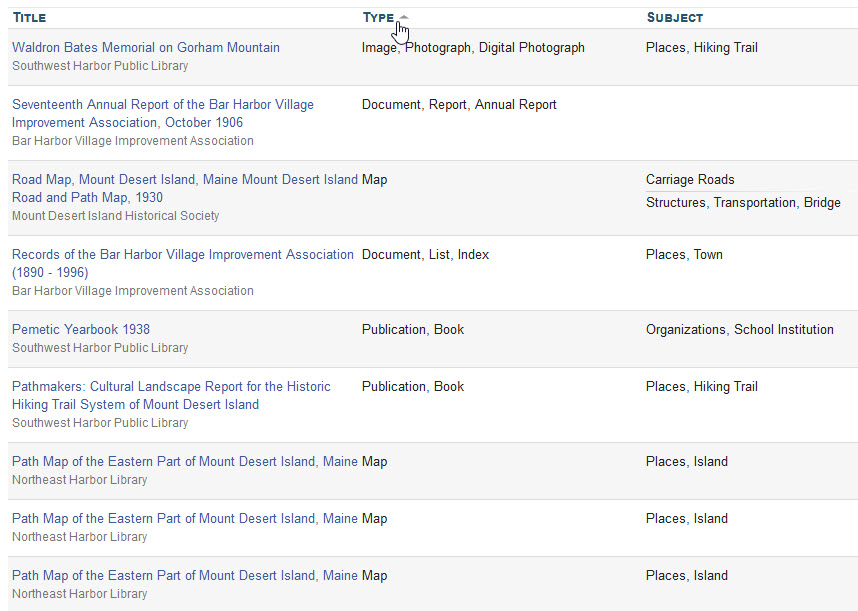 TITLE TYPE SUBJECT
Waldron Bates Memorial on Gorham Mountain Image, Photograph, Digital Photograph Places, Hiking Trail
Southwest Harbor Public Library
Seventeenth Annual Report of the Bar Harbor Village Document, Report, Annual Report
Improvement Association, October 1906
Bar Harbor Village Improvement Association
Road Map, Mount Desert Island, Maine Mount Desert Island Map Carriage Roads
Road and Path Map, 1930 Structures, Transportation, Bridge
Mount Desert Island Historical Society
Records of the Bar Harbor Village Improvement Association Document, List, Index Places, Town
(1890 - 1996)
Bar Harbor Village Improvement Association
Pemetic Yearbook 1938 Publication, Book Organizations, School Institution
Southwest Harbor Public Library
Pathmakers: Cultural Landscape Report for the Historic Publication, Book Places, Hiking Trail
Hiking Trail System of Mount Desert Island
Southwest Harbor Public Library
Path Map of the Eastern Part of Mount Desert Island, Maine Map Places, Island
Northeast Harbor Library
Path Map of the Eastern Part of Mount Desert Island, Maine Map Places, Island
Northeast Harbor Library
Path Map of the Eastern Part of Mount Desert Island, Maine Map Places, Island
Northeast Harbor Library